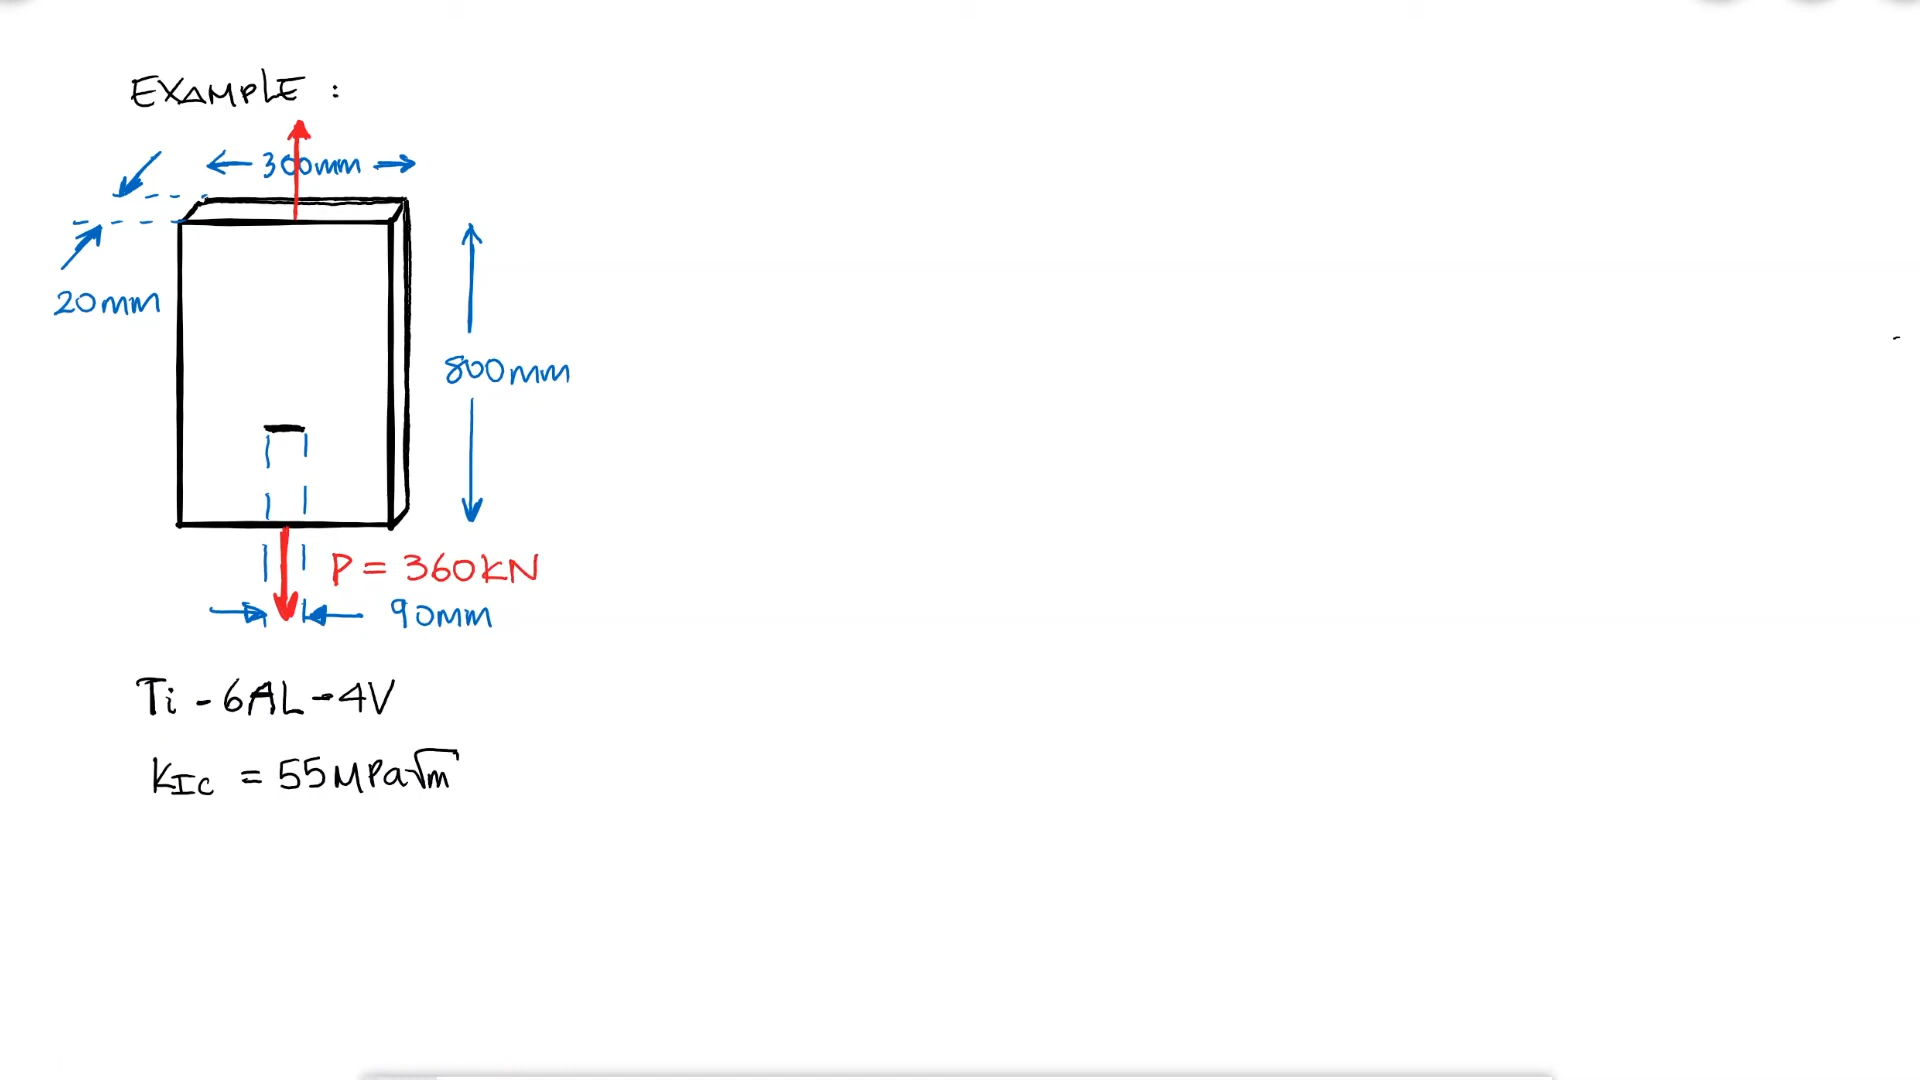 EXAMPLE :
300mm
20mm
800mm
P = 360KN
90mm
Ti - 6AL - 4V
KIc = 55MPa√m